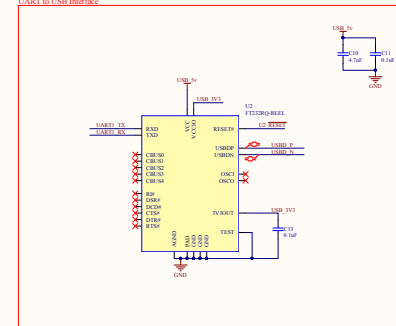 UART to USB Interface
USB_5v
C10
4.7uF
C11
0.1uF
GND
USB_5v
USB_3V3
U2
FT232RQ-REEL
VCC
VCCIO
UART1_TX
UART1_RX
RXD
TXD
RESET#
U2_RESET
USBDP
USBDN
USBD_P
USBD_N
CBUS0
CBUS1
CBUS2
CBUS3
CBUS4
OSCI
OSCO
RI#
DSR#
DCD#
CTS#
DTR#
RTS#
3V3OUT
USB_3V3
TEST
C13
0.1uF
AGND
PAD
GND
GND
GND
GND